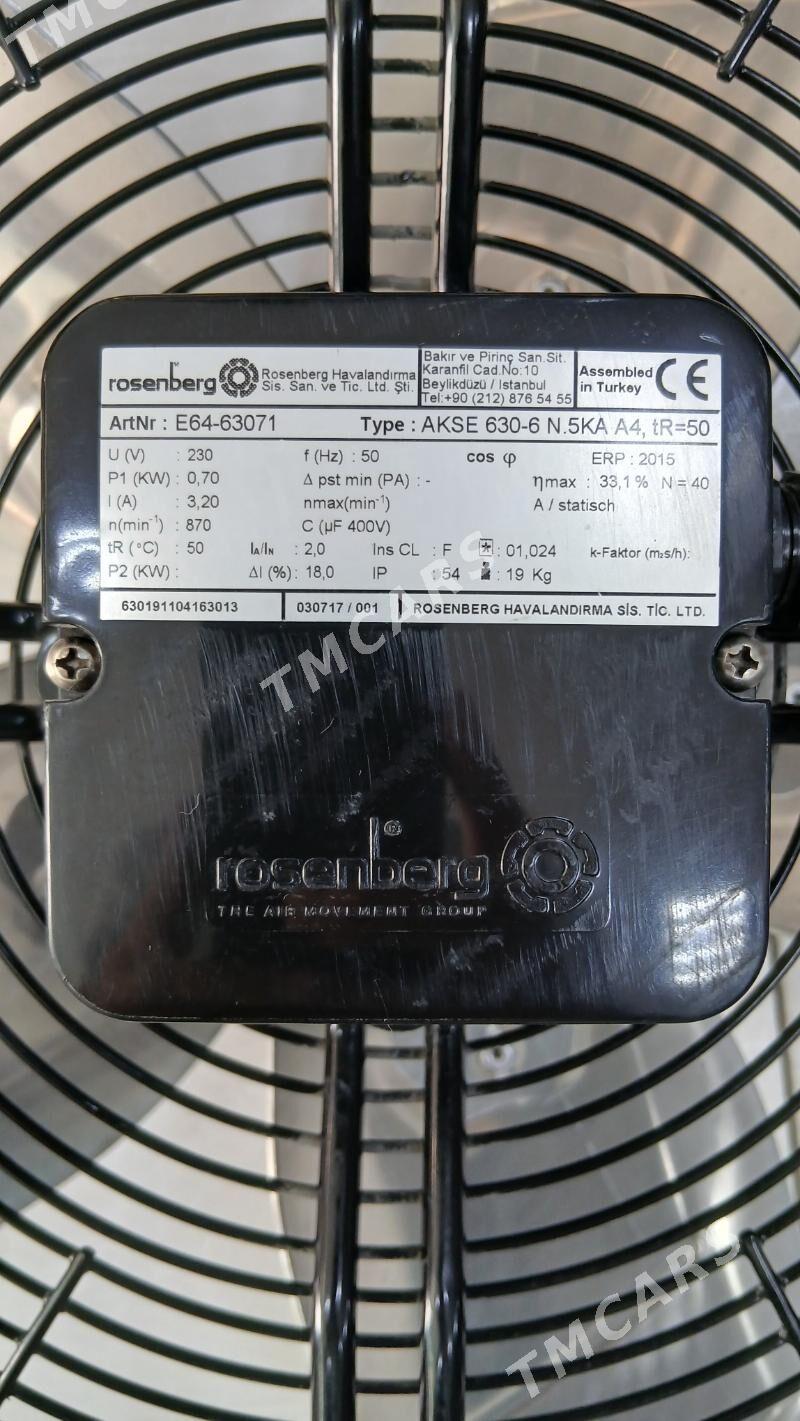 TMCARS
rosenberg
Rosenberg Havalandırma
Sis. San. ve Tic. Ltd. Şti.
Bakır ve Pirinç San.Sit.
Karanfil Cad.No:10
Beylikdüzü / Istanbul
Tel:+90 (212) 876 54 55
Assembled
in Turkey
CE
ArtNr : E64-63071 Type : AKSE 630-6 N.5KA A4, tR=50
U (V) : 230 f (Hz) : 50 cos φ ERP : 2015
P1 (KW) : 0,70 Δ pst min (PA) : - ηmax : 33,1% N = 40
I (A) : 3,20 nmax(min⁻¹) A / statisch
n(min⁻¹) : 870 C (µF 400V)
tR (°C) : 50 IA/IN : 2,0 Ins CL : F * : 01,024 k-Faktor (m²s/h):
P2 (KW) : ΔI (%) : 18,0 IP : 54 : 19 Kg
630191104163013 030717 / 001 ROSENBERG HAVALANDIRMA SİS. TİC. LTD.
TMCARS
rosenberg
THE AIR MOVEMENT GROUP
TMCARS